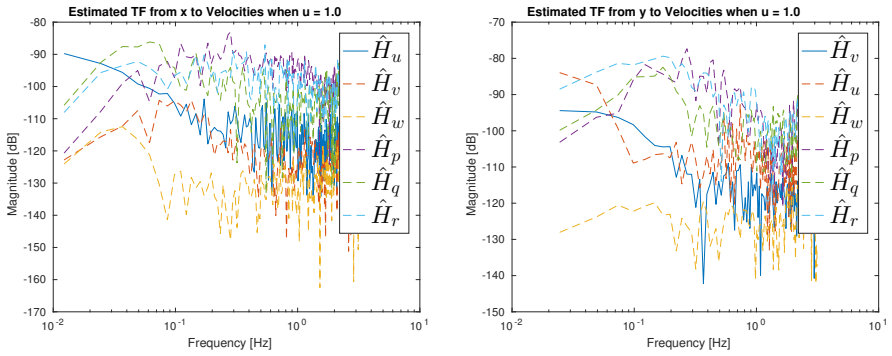 Estimated TF from x to Velocities when u = 1.0
-80
-90
-100
-110
-120
-130
-140
-150
-160
-170
Magnitude [dB]
10^-2
10^-1
10^0
10^1
Frequency [Hz]
Ĥ_u
Ĥ_v
Ĥ_w
Ĥ_p
Ĥ_q
Ĥ_r
Estimated TF from y to Velocities when u = 1.0
-70
-80
-90
-100
-110
-120
-130
-140
-150
Magnitude [dB]
10^-2
10^-1
10^0
10^1
Frequency [Hz]
Ĥ_v
Ĥ_u
Ĥ_w
Ĥ_p
Ĥ_q
Ĥ_r